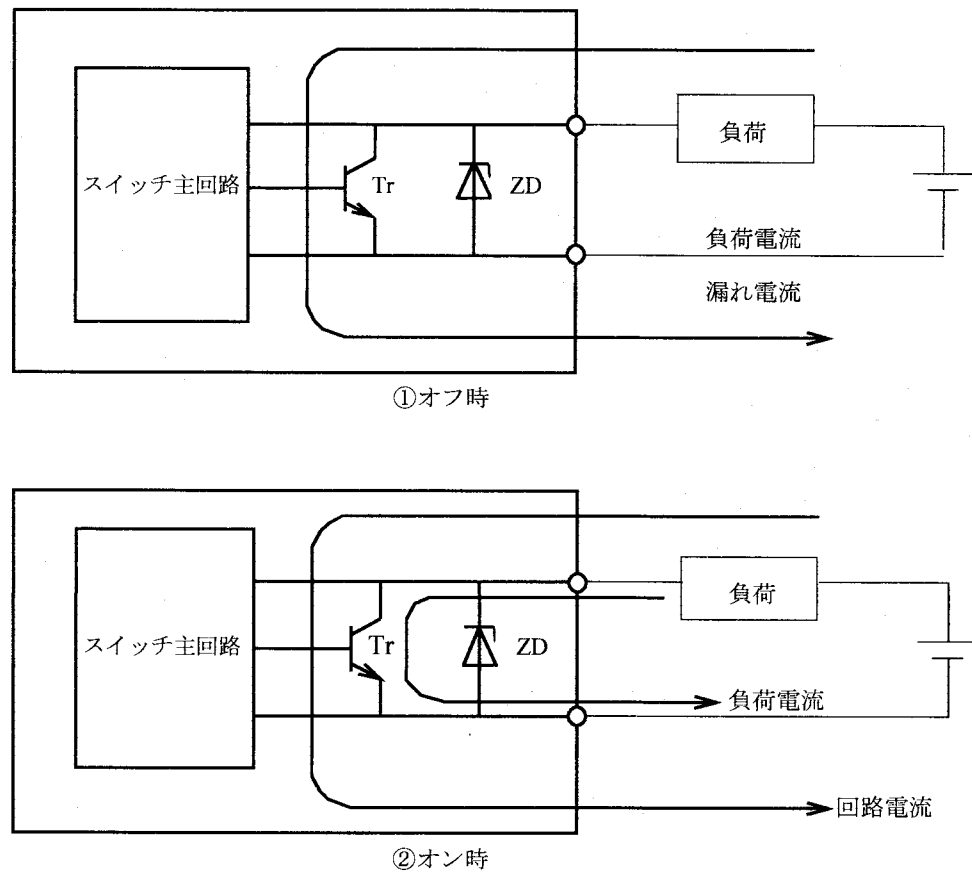 負荷
スイッチ主回路
Tr
ZD
負荷電流
漏れ電流
①オフ時
負荷
スイッチ主回路
Tr
ZD
負荷電流
回路電流
②オン時